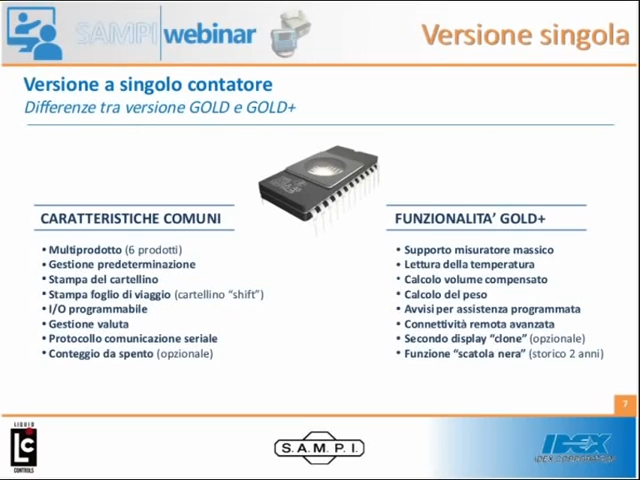 SAMPI webinar
Versione singola
Versione a singolo contatore
Differenze tra versione GOLD e GOLD+
CARATTERISTICHE COMUNI
• Multiprodotto (6 prodotti)
• Gestione predeterminazione
• Stampa del cartellino
• Stampa foglio di viaggio (cartellino “shift”)
• I/O programmabile
• Gestione valuta
• Protocollo comunicazione seriale
• Conteggio da spento (opzionale)
FUNZIONALITA’ GOLD+
• Supporto misuratore massico
• Lettura della temperatura
• Calcolo volume compensato
• Calcolo del peso
• Avvisi per assistenza programmata
• Connettività remota avanzata
• Secondo display “clone” (opzionale)
• Funzione “scatola nera” (storico 2 anni)
7
LIQUID
LC
CONTROLS
S.A.M.P.I.
IDEX
IDEX CORPORATION